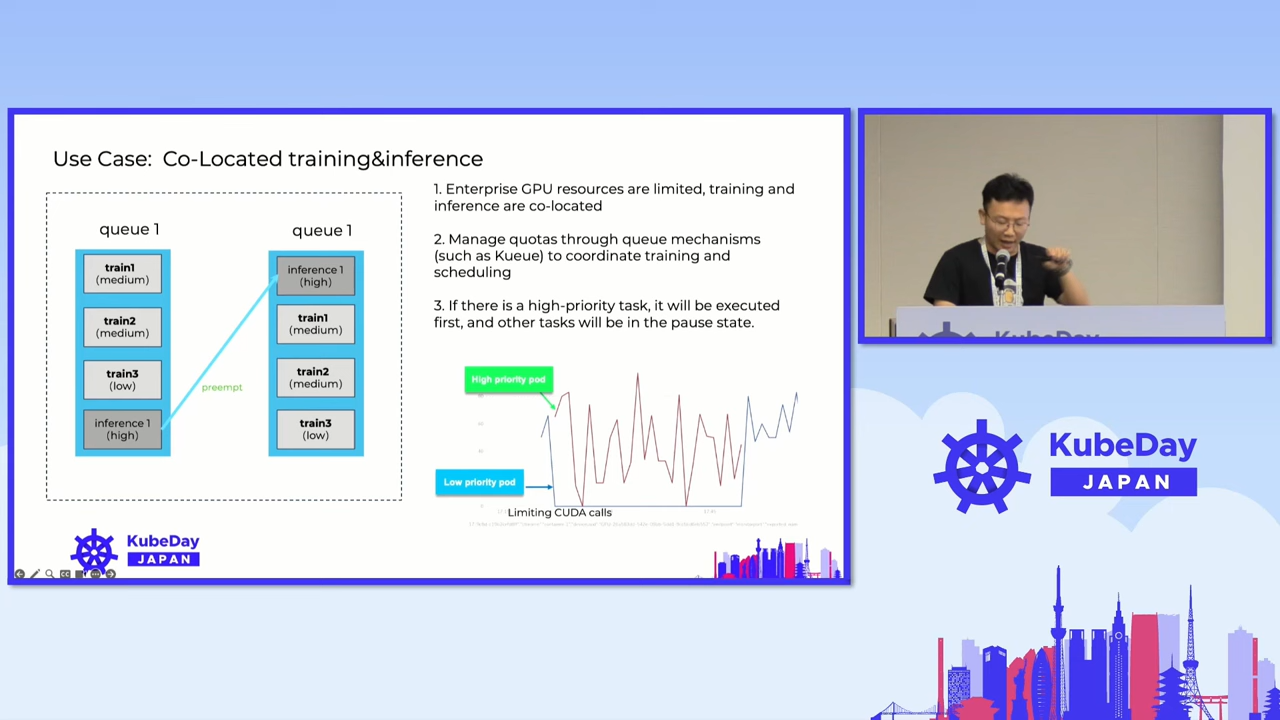 Use Case: Co-Located training&inference
queue 1
train1
(medium)
train2
(medium)
train3
(low)
inference 1
(high)
preempt
queue 1
inference 1
(high)
train1
(medium)
train2
(medium)
train3
(low)
1. Enterprise GPU resources are limited, training and
inference are co-located
2. Manage quotas through queue mechanisms
(such as Kueue) to coordinate training and
scheduling
3. If there is a high-priority task, it will be executed
first, and other tasks will be in the pause state.
High priority pod
Low priority pod
Limiting CUDA calls
KubeDay
JAPAN
KubeDay
KubeDay
JAPAN